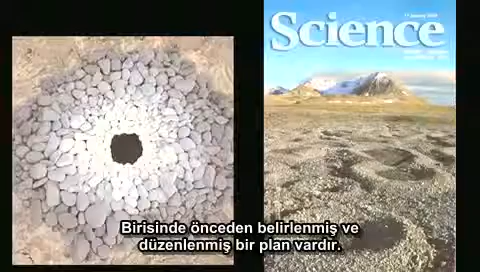 Science
Birisinde önceden belirlenmiş ve
düzenlenmiş bir plan vardır.